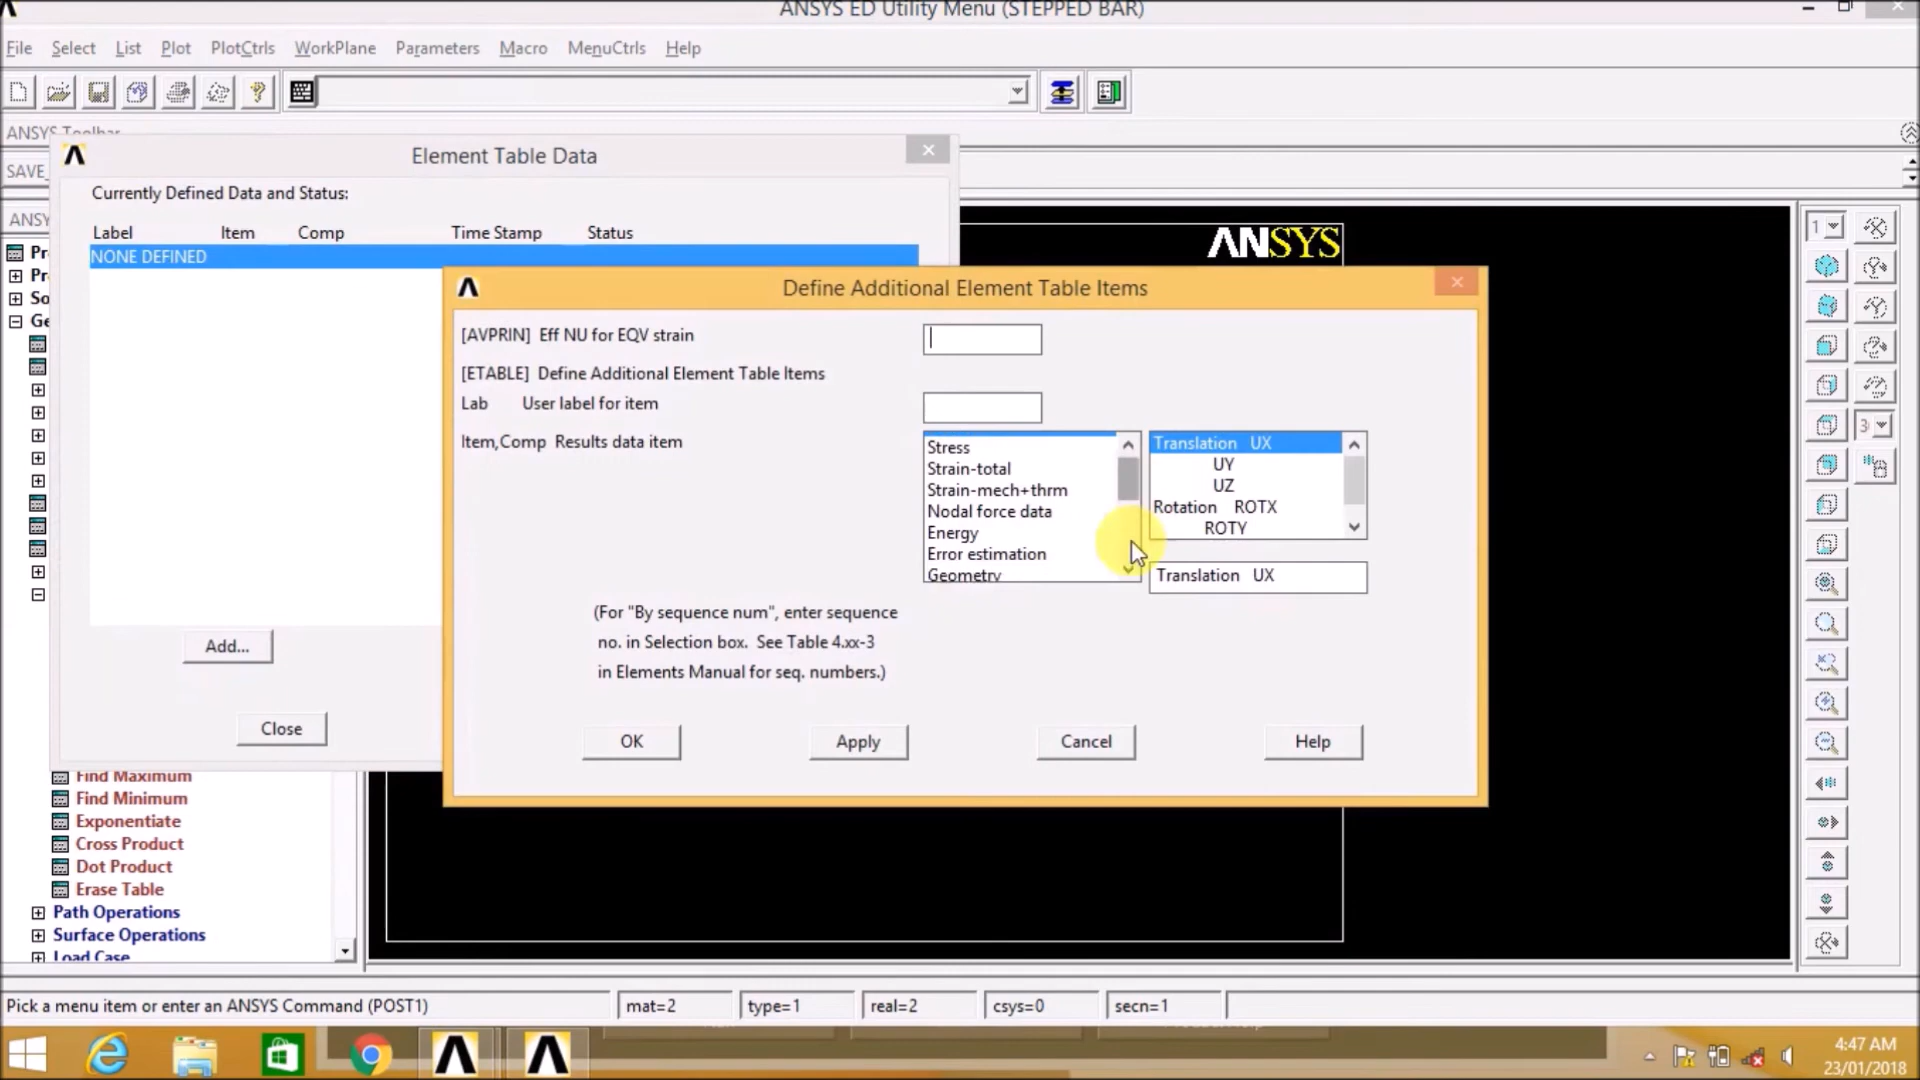 ANSYS ED Utility Menu (STEPPED BAR)
File Select List Plot PlotCtrls WorkPlane Parameters Macro MenuCtrls Help
ANSYS Toolbar
SAVE_
Element Table Data
Currently Defined Data and Status:
Label Item Comp Time Stamp Status
NONE DEFINED
ANSYS
1
3
Define Additional Element Table Items
[AVPRIN] Eff NU for EQV strain
[ETABLE] Define Additional Element Table Items
Lab User label for item
Item,Comp Results data item
Stress
Strain-total
Strain-mech+thrm
Nodal force data
Energy
Error estimation
Geometry
Translation UX
UY
UZ
Rotation ROTX
ROTY
Translation UX
(For "By sequence num", enter sequence
no. in Selection box. See Table 4.xx-3
in Elements Manual for seq. numbers.)
OK Apply Cancel Help
Add...
Close
Find Maximum
Find Minimum
Exponentiate
Cross Product
Dot Product
Erase Table
Path Operations
Surface Operations
Load Case
Pick a menu item or enter an ANSYS Command (POST1)
mat=2 type=1 real=2 csys=0 secn=1
4:47 AM
23/01/2018